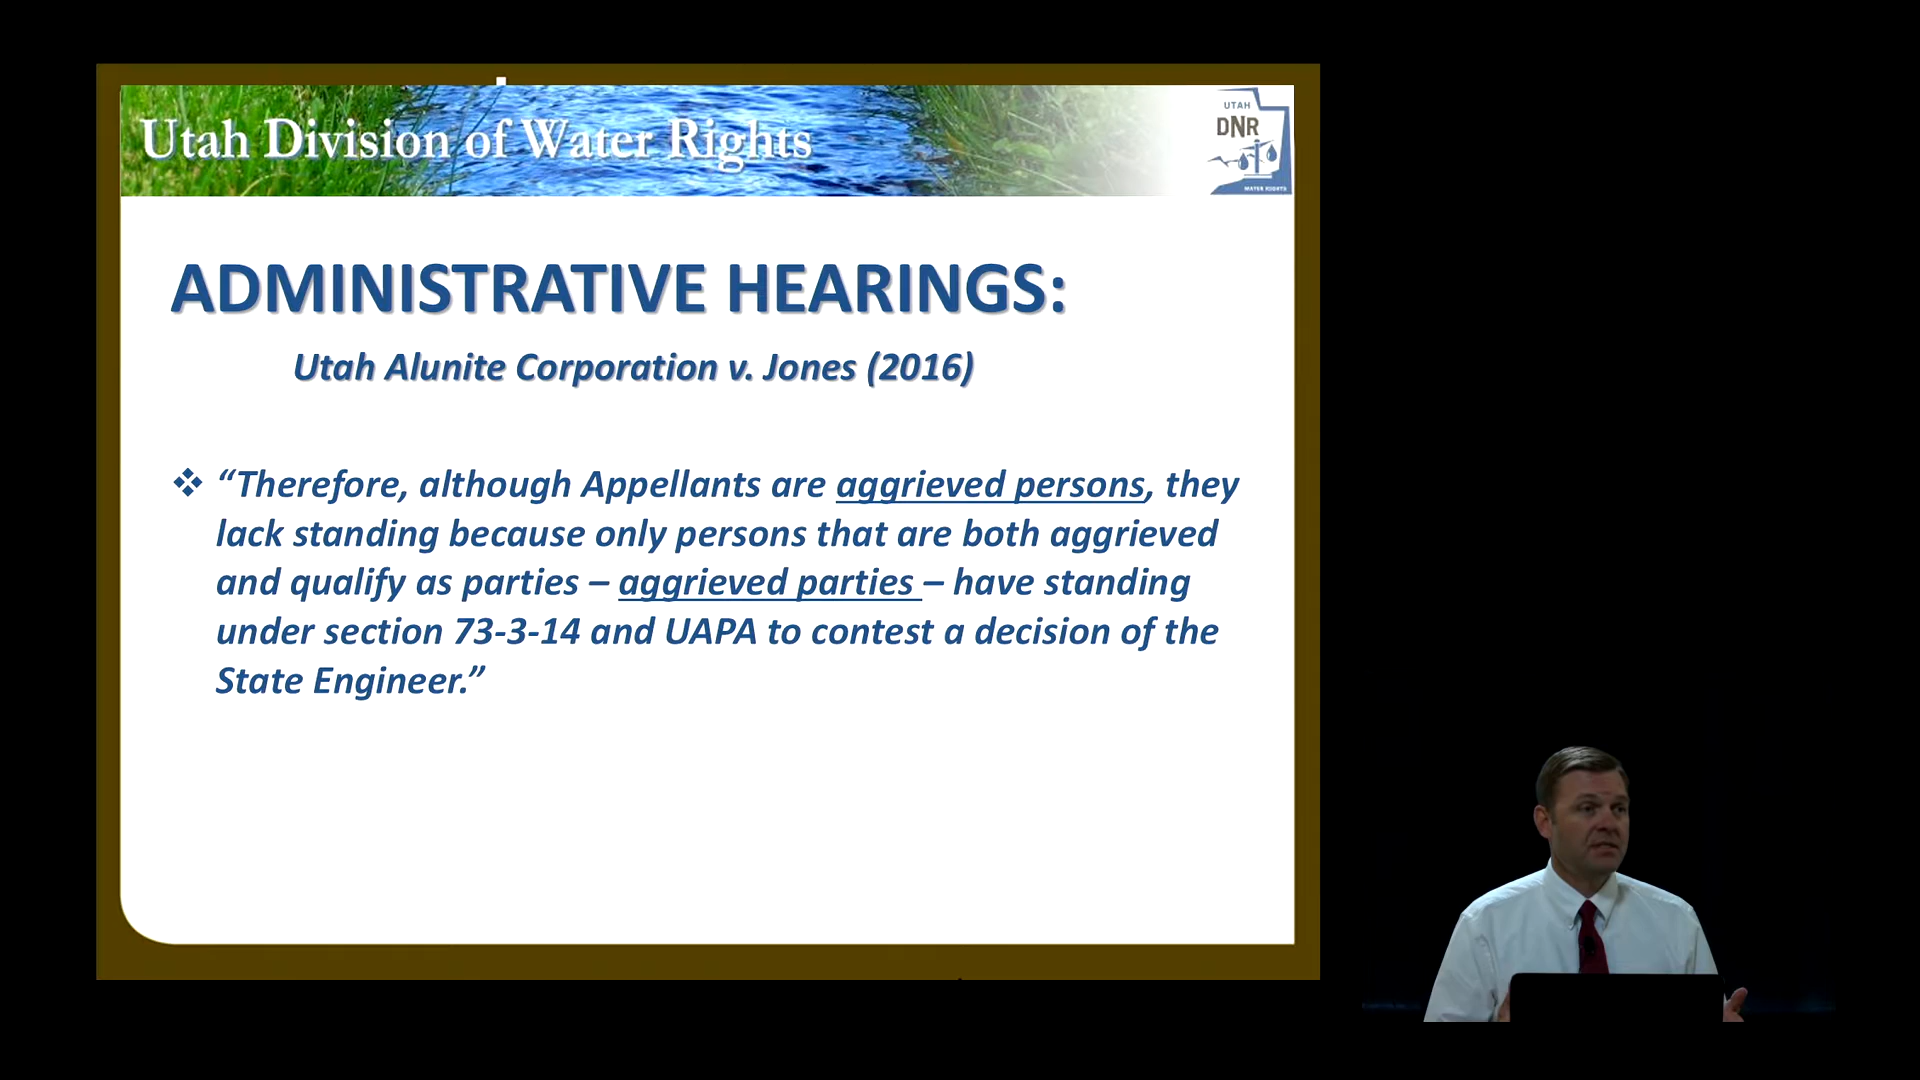 Utah Division of Water Rights
UTAH
DNR
WATER RIGHTS
ADMINISTRATIVE HEARINGS:
Utah Alunite Corporation v. Jones (2016)
❖ “Therefore, although Appellants are aggrieved persons, they
lack standing because only persons that are both aggrieved
and qualify as parties – aggrieved parties – have standing
under section 73-3-14 and UAPA to contest a decision of the
State Engineer.”